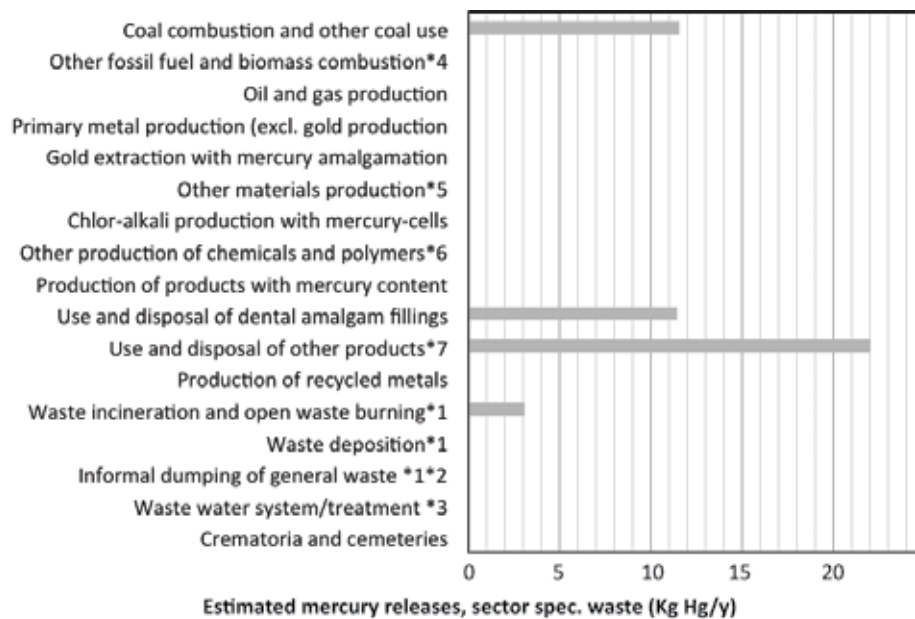 Coal combustion and other coal use
Other fossil fuel and biomass combustion*4
Oil and gas production
Primary metal production (excl. gold production
Gold extraction with mercury amalgamation
Other materials production*5
Chlor-alkali production with mercury-cells
Other production of chemicals and polymers*6
Production of products with mercury content
Use and disposal of dental amalgam fillings
Use and disposal of other products*7
Production of recycled metals
Waste incineration and open waste burning*1
Waste deposition*1
Informal dumping of general waste *1*2
Waste water system/treatment *3
Crematoria and cemeteries
0 5 10 15 20
Estimated mercury releases, sector spec. waste (Kg Hg/y)